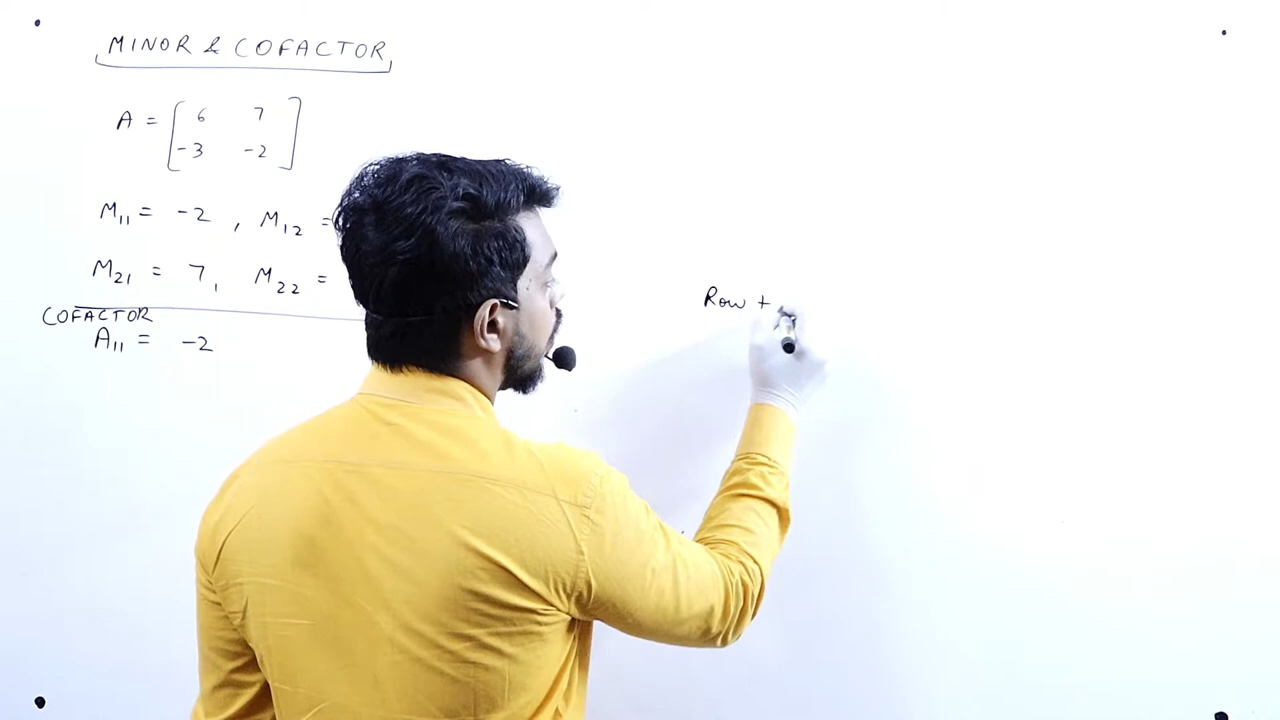 MINOR & COFACTOR
A = [ 6 7
-3 -2 ]
M₁₁ = -2 , M₁₂ =
M₂₁ = 7, M₂₂ =
COFACTOR
A₁₁ = -2
Row +